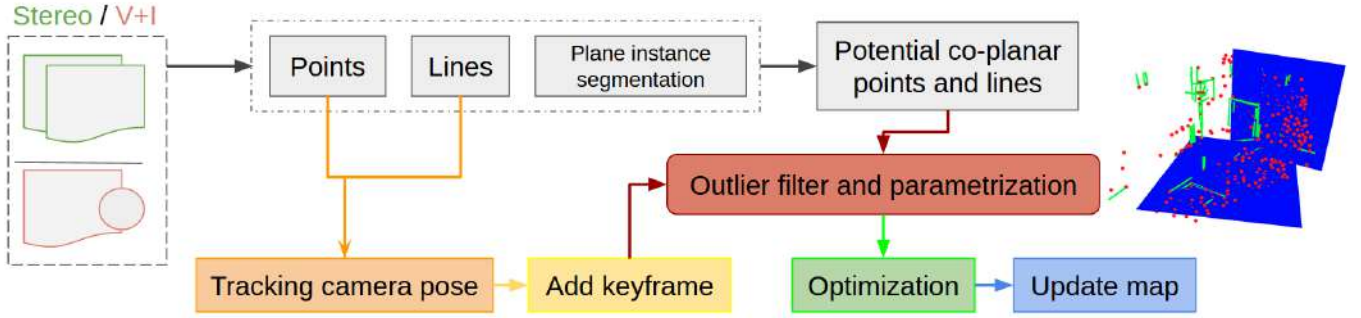 Stereo / V+I
Points
Lines
Plane instance
segmentation
Potential co-planar
points and lines
Outlier filter and parametrization
Tracking camera pose
Add keyframe
Optimization
Update map